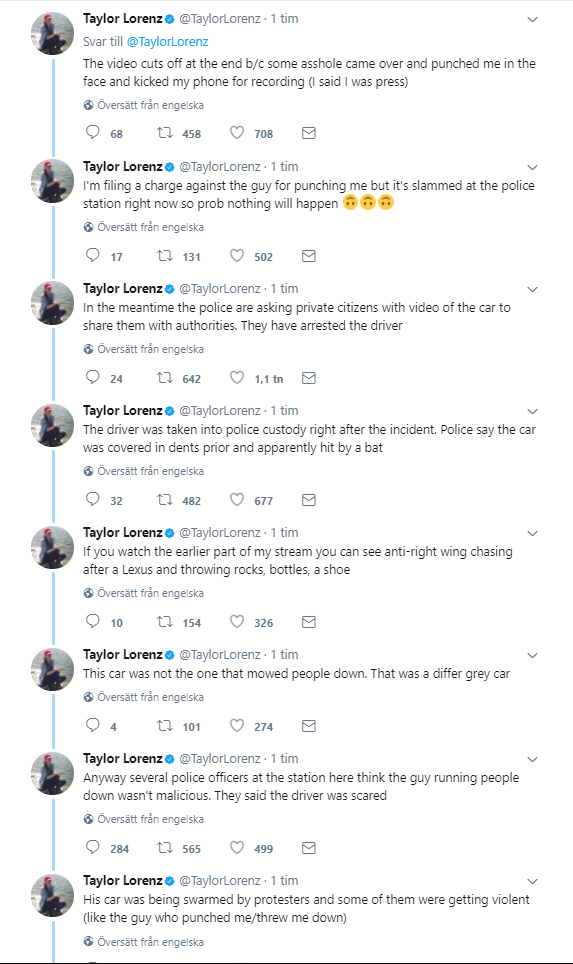 Taylor Lorenz @TaylorLorenz · 1 tim
Svar till @TaylorLorenz
The video cuts off at the end b/c some asshole came over and punched me in the
face and kicked my phone for recording (I said I was press)
Översätt från engelska
68 458 708
Taylor Lorenz @TaylorLorenz · 1 tim
I'm filing a charge against the guy for punching me but it's slammed at the police
station right now so prob nothing will happen 🙃🙃🙃
Översätt från engelska
17 131 502
Taylor Lorenz @TaylorLorenz · 1 tim
In the meantime the police are asking private citizens with video of the car to
share them with authorities. They have arrested the driver
Översätt från engelska
24 642 1,1 tn
Taylor Lorenz @TaylorLorenz · 1 tim
The driver was taken into police custody right after the incident. Police say the car
was covered in dents prior and apparently hit by a bat
Översätt från engelska
32 482 677
Taylor Lorenz @TaylorLorenz · 1 tim
If you watch the earlier part of my stream you can see anti-right wing chasing
after a Lexus and throwing rocks, bottles, a shoe
Översätt från engelska
10 154 326
Taylor Lorenz @TaylorLorenz · 1 tim
This car was not the one that mowed people down. That was a differ grey car
Översätt från engelska
4 101 274
Taylor Lorenz @TaylorLorenz · 1 tim
Anyway several police officers at the station here think the guy running people
down wasn't malicious. They said the driver was scared
Översätt från engelska
284 565 499
Taylor Lorenz @TaylorLorenz · 1 tim
His car was being swarmed by protesters and some of them were getting violent
(like the guy who punched me/threw me down)
Översätt från engelska